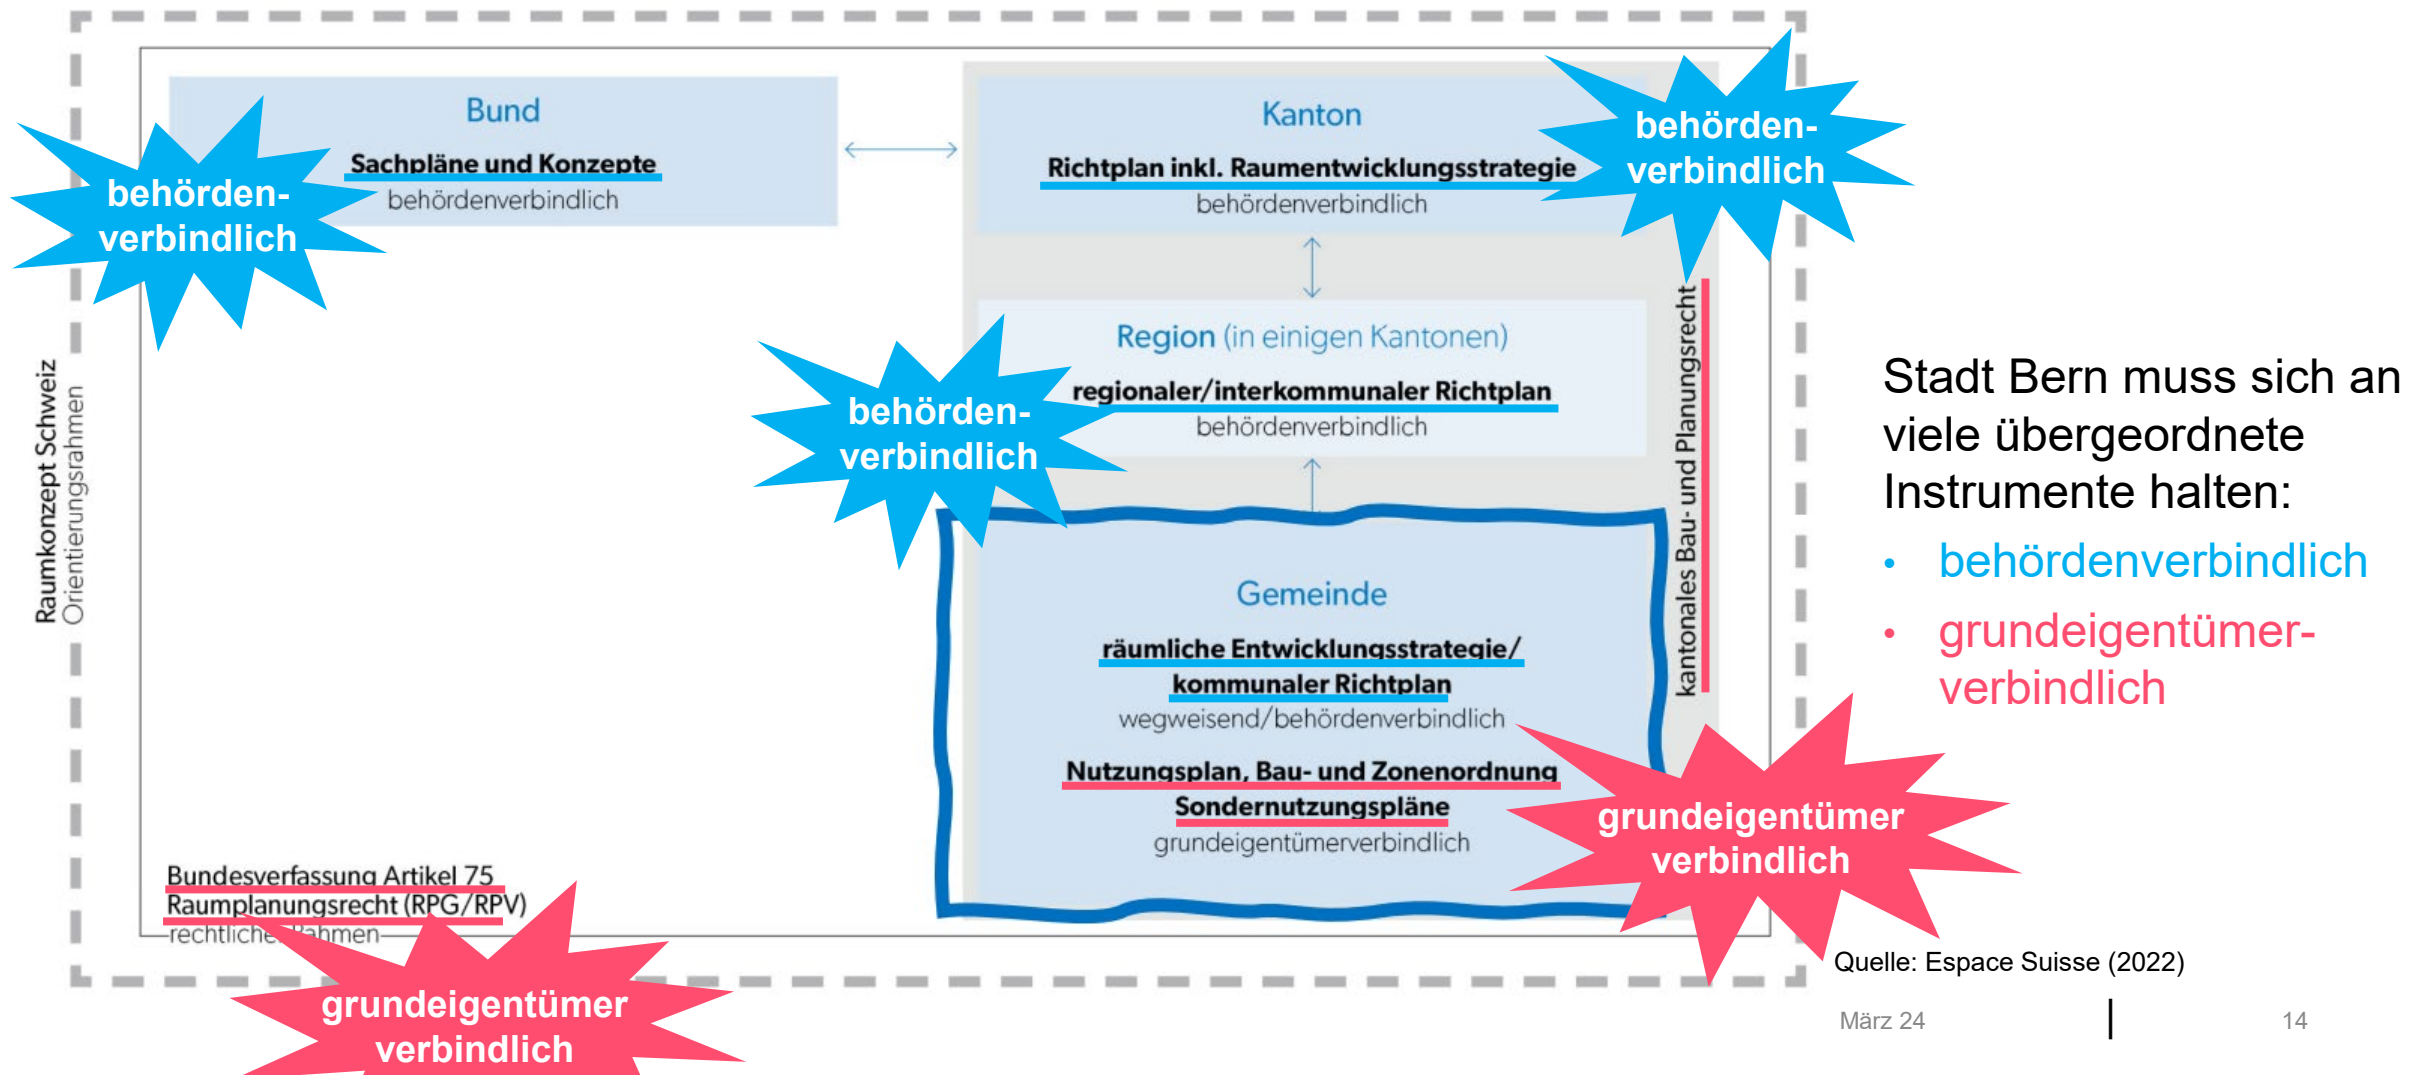 Bund
Sachpläne und Konzepte
behördenverbindlich
behörden-
verbindlich
Kanton
Richtplan inkl. Raumentwicklungsstrategie
behördenverbindlich
behörden-
verbindlich
Region (in einigen Kantonen)
regionaler/interkommunaler Richtplan
behördenverbindlich
behörden-
verbindlich
Gemeinde
räumliche Entwicklungsstrategie/
kommunaler Richtplan
wegweisend/behördenverbindlich
Nutzungsplan, Bau- und Zonenordnung
Sondernutzungspläne
grundeigentümerverbindlich
grundeigentümer
verbindlich
kantonales Bau- und Planungsrecht
Raumkonzept Schweiz
Orientierungsrahmen
Bundesverfassung Artikel 75
Raumplanungsrecht (RPG/RPV)
rechtlicher Rahmen
grundeigentümer
verbindlich
Stadt Bern muss sich an
viele übergeordnete
Instrumente halten:
• behördenverbindlich
• grundeigentümer-
verbindlich
Quelle: Espace Suisse (2022)
März 24
14